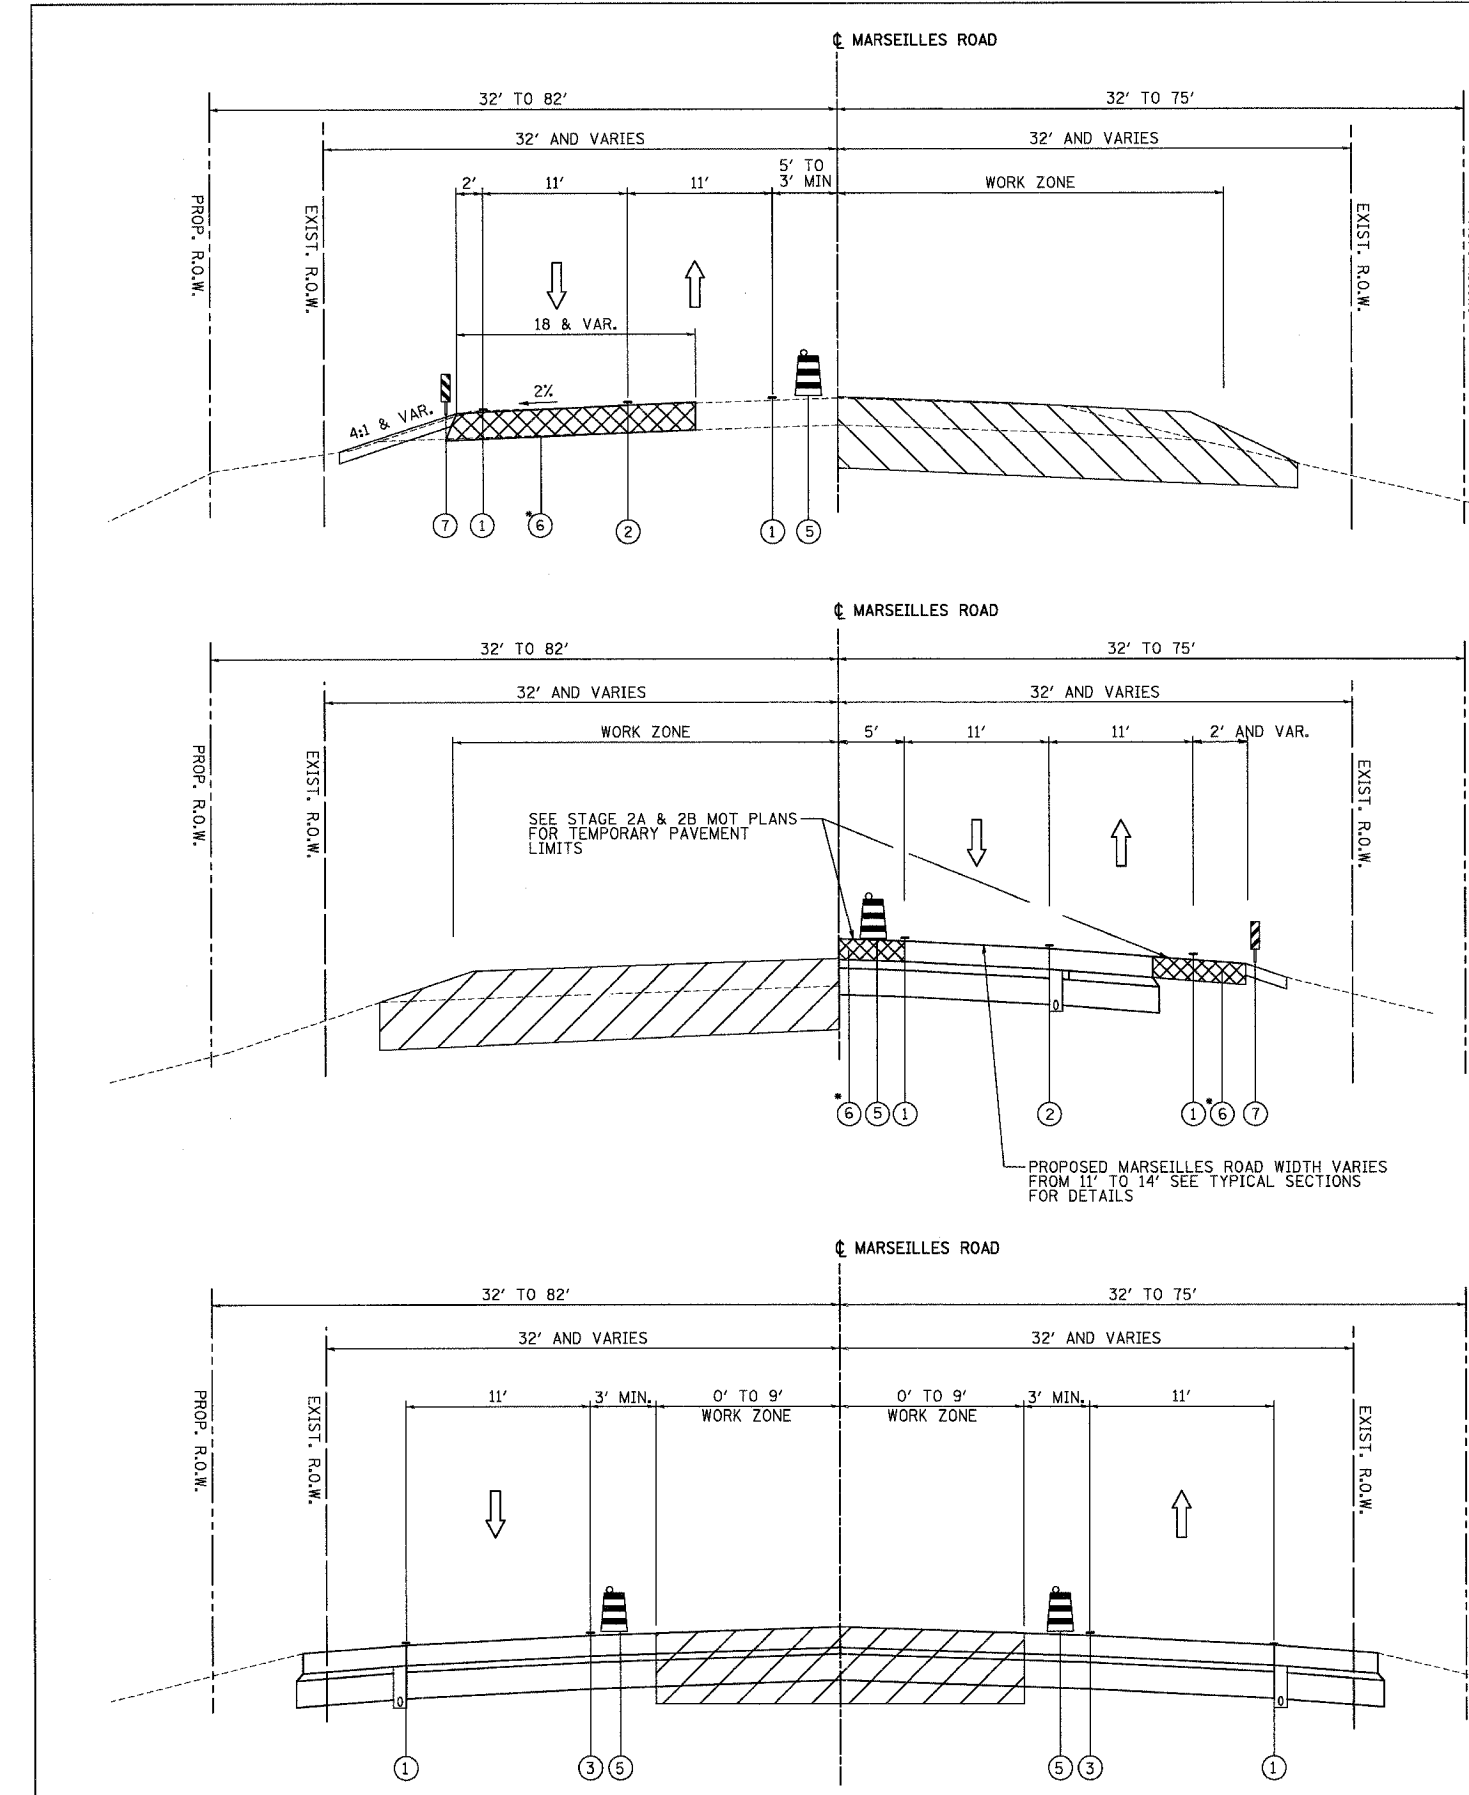 ℄ MARSEILLES ROAD
32' TO 82'
32' TO 75'
32' AND VARIES
32' AND VARIES
2'
11'
11'
5' TO
3' MIN
WORK ZONE
PROP. R.O.W.
EXIST. R.O.W.
EXIST. R.O.W.
18 & VAR.
2%
4:1 & VAR.
7
1
*6
2
1
5
℄ MARSEILLES ROAD
32' TO 82'
32' TO 75'
32' AND VARIES
32' AND VARIES
WORK ZONE
5'
11'
11'
2' AND VAR.
PROP. R.O.W.
EXIST. R.O.W.
EXIST. R.O.W.
SEE STAGE 2A & 2B MOT PLANS
FOR TEMPORARY PAVEMENT
LIMITS
0
*6
5
1
2
1
*6
7
PROPOSED MARSEILLES ROAD WIDTH VARIES
FROM 11' TO 14' SEE TYPICAL SECTIONS
FOR DETAILS
℄ MARSEILLES ROAD
32' TO 82'
32' TO 75'
32' AND VARIES
32' AND VARIES
11'
3' MIN.
0' TO 9'
WORK ZONE
0' TO 9'
WORK ZONE
3' MIN.
11'
PROP. R.O.W.
EXIST. R.O.W.
EXIST. R.O.W.
0
0
1
3
5
5
3
1